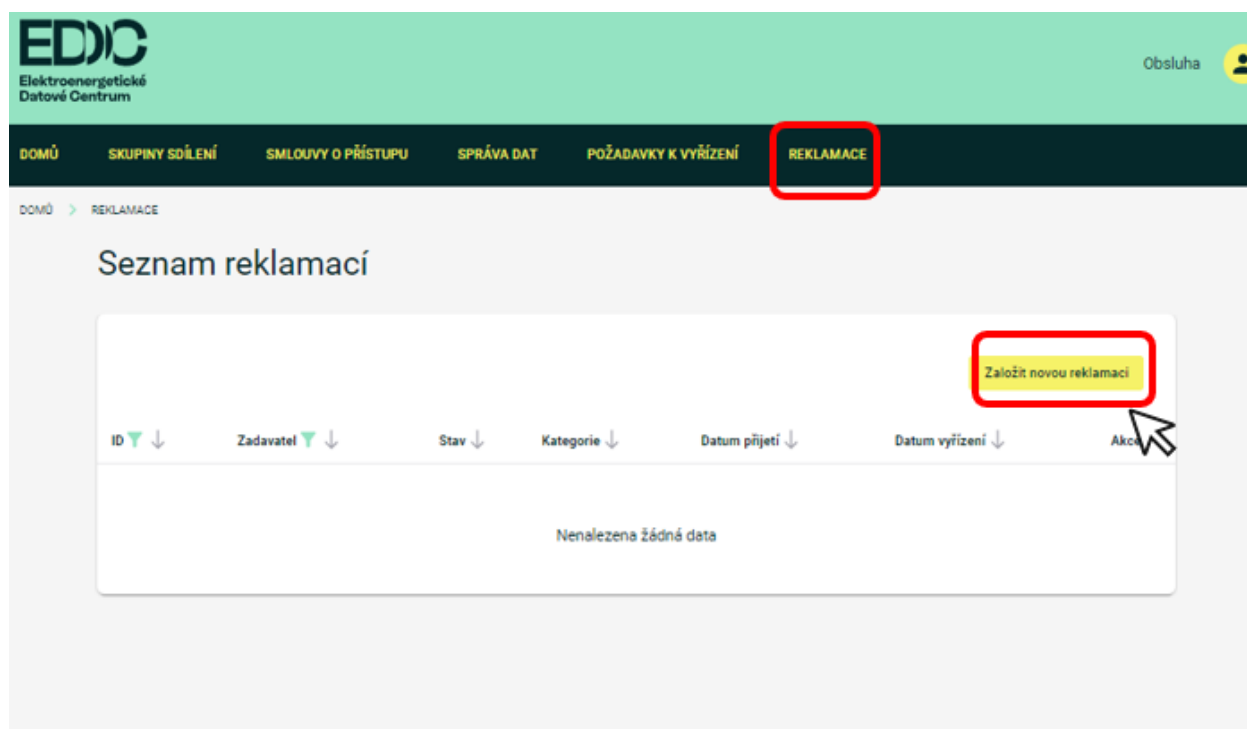 EDC
Elektroenergetické
Datové Centrum
Obsluha
DOMŮ SKUPINY SDÍLENÍ SMLOUVY O PŘÍSTUPU SPRÁVA DAT POŽADAVKY K VYŘÍZENÍ REKLAMACE
DOMŮ > REKLAMACE
Seznam reklamací
Založit novou reklamaci
ID Zadavatel Stav Kategorie Datum přijetí Datum vyřízení Akce
Nenalezena žádná data